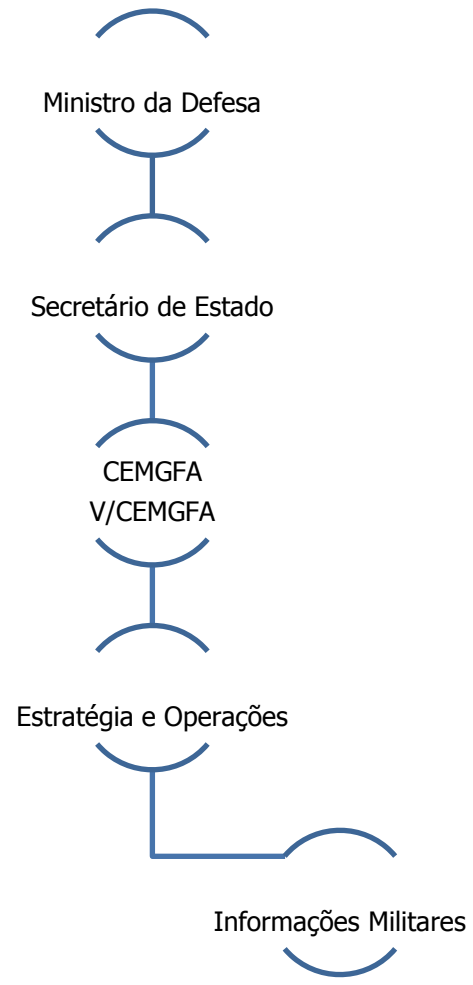 Ministro da Defesa
Secretário de Estado
CEMGFA
V/CEMGFA
Estratégia e Operações
Informações Militares